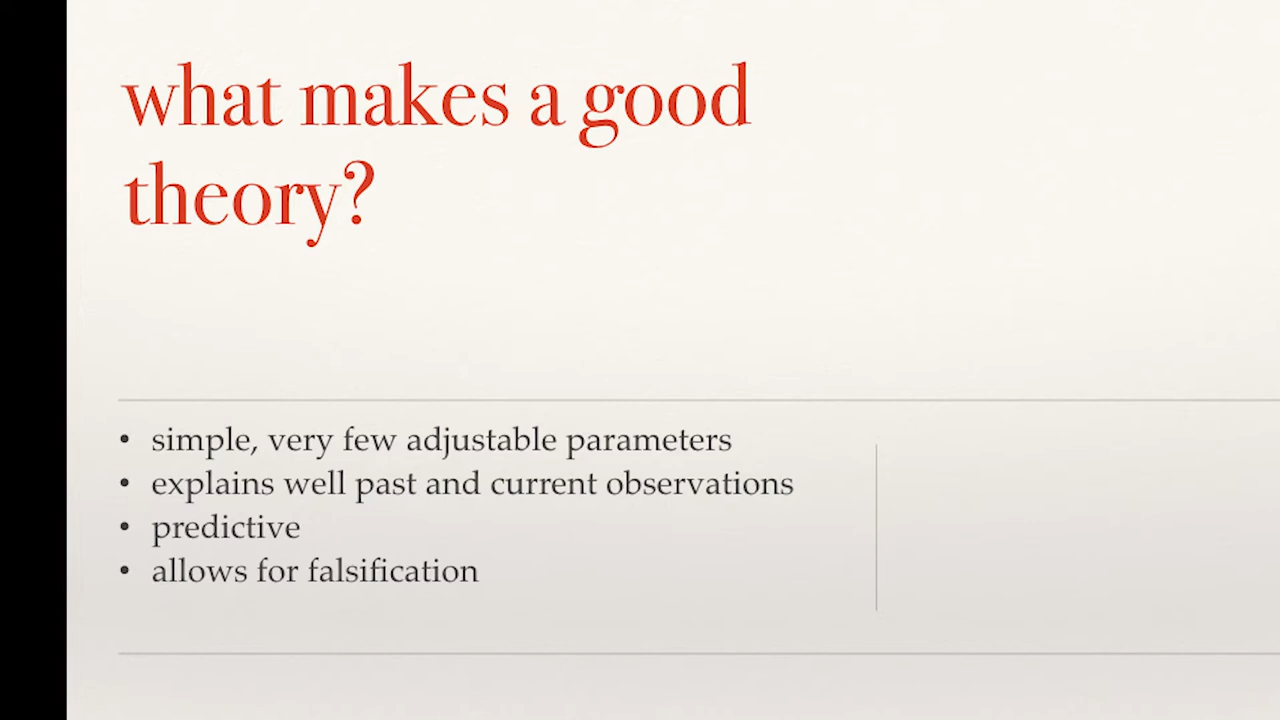 what makes a good
theory?
• simple, very few adjustable parameters
• explains well past and current observations
• predictive
• allows for falsification